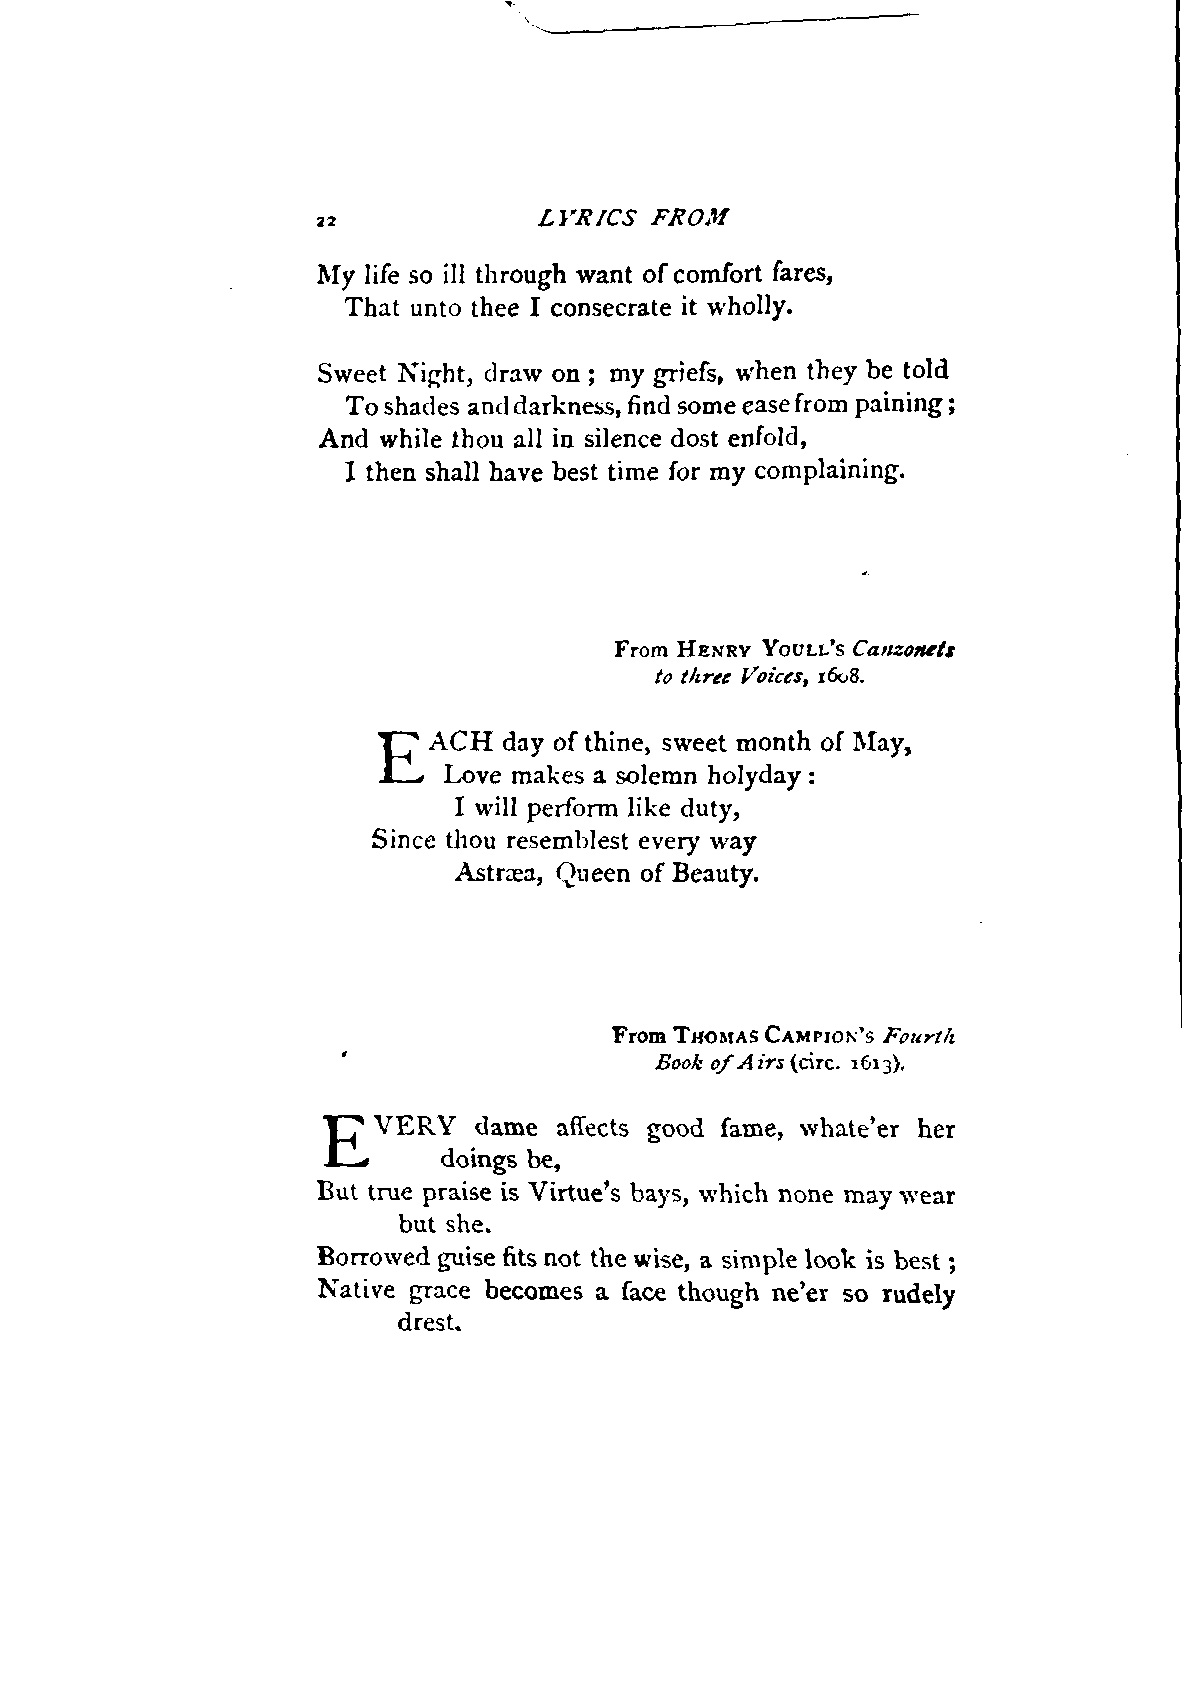 22 LYRICS FROM
My life so ill through want of comfort fares,
That unto thee I consecrate it wholly.
Sweet Night, draw on ; my griefs, when they be told
To shades and darkness, find some ease from paining ;
And while thou all in silence dost enfold,
I then shall have best time for my complaining.
From HENRY YOULL'S Canzonets
to three Voices, 1608.
EACH day of thine, sweet month of May,
Love makes a solemn holyday :
I will perform like duty,
Since thou resemblest every way
Astræa, Queen of Beauty.
From THOMAS CAMPION'S Fourth
Book of Airs (circ. 1613).
EVERY dame affects good fame, whate'er her
doings be,
But true praise is Virtue's bays, which none may wear
but she.
Borrowed guise fits not the wise, a simple look is best ;
Native grace becomes a face though ne'er so rudely
drest.